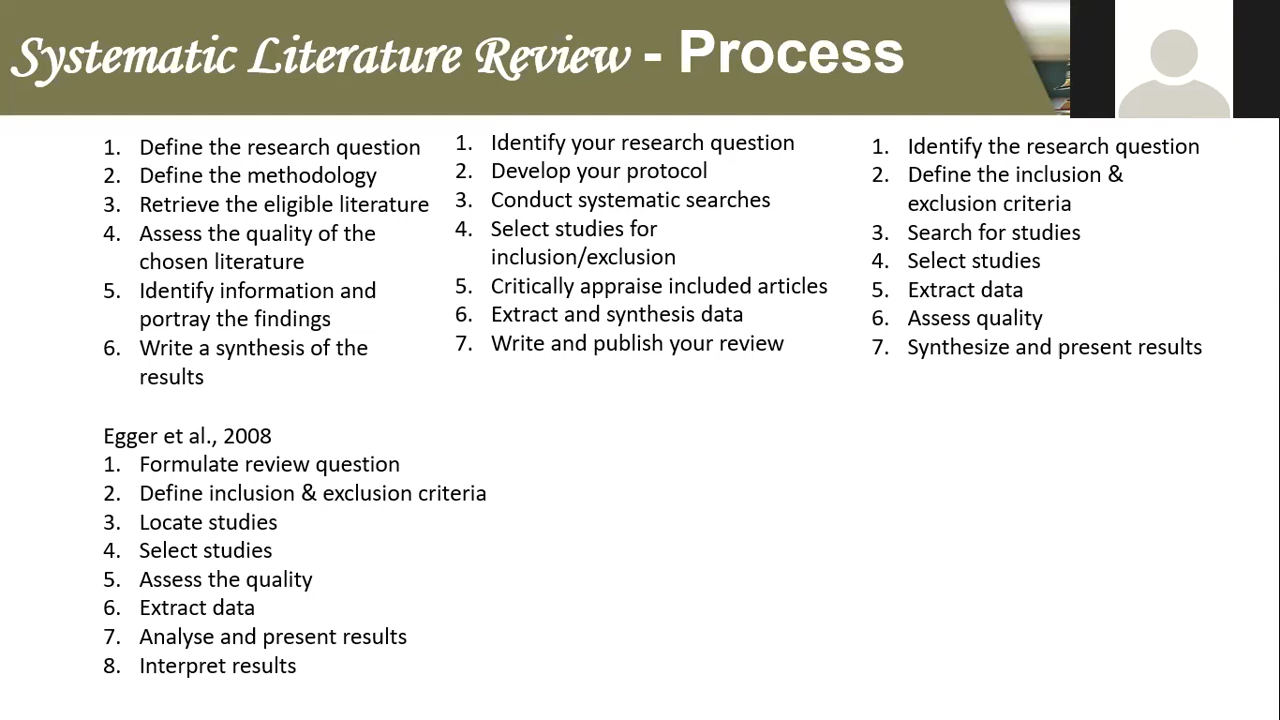 Systematic Literature Review - Process
1. Define the research question
2. Define the methodology
3. Retrieve the eligible literature
4. Assess the quality of the
chosen literature
5. Identify information and
portray the findings
6. Write a synthesis of the
results
1. Identify your research question
2. Develop your protocol
3. Conduct systematic searches
4. Select studies for
inclusion/exclusion
5. Critically appraise included articles
6. Extract and synthesis data
7. Write and publish your review
1. Identify the research question
2. Define the inclusion &
exclusion criteria
3. Search for studies
4. Select studies
5. Extract data
6. Assess quality
7. Synthesize and present results
Egger et al., 2008
1. Formulate review question
2. Define inclusion & exclusion criteria
3. Locate studies
4. Select studies
5. Assess the quality
6. Extract data
7. Analyse and present results
8. Interpret results